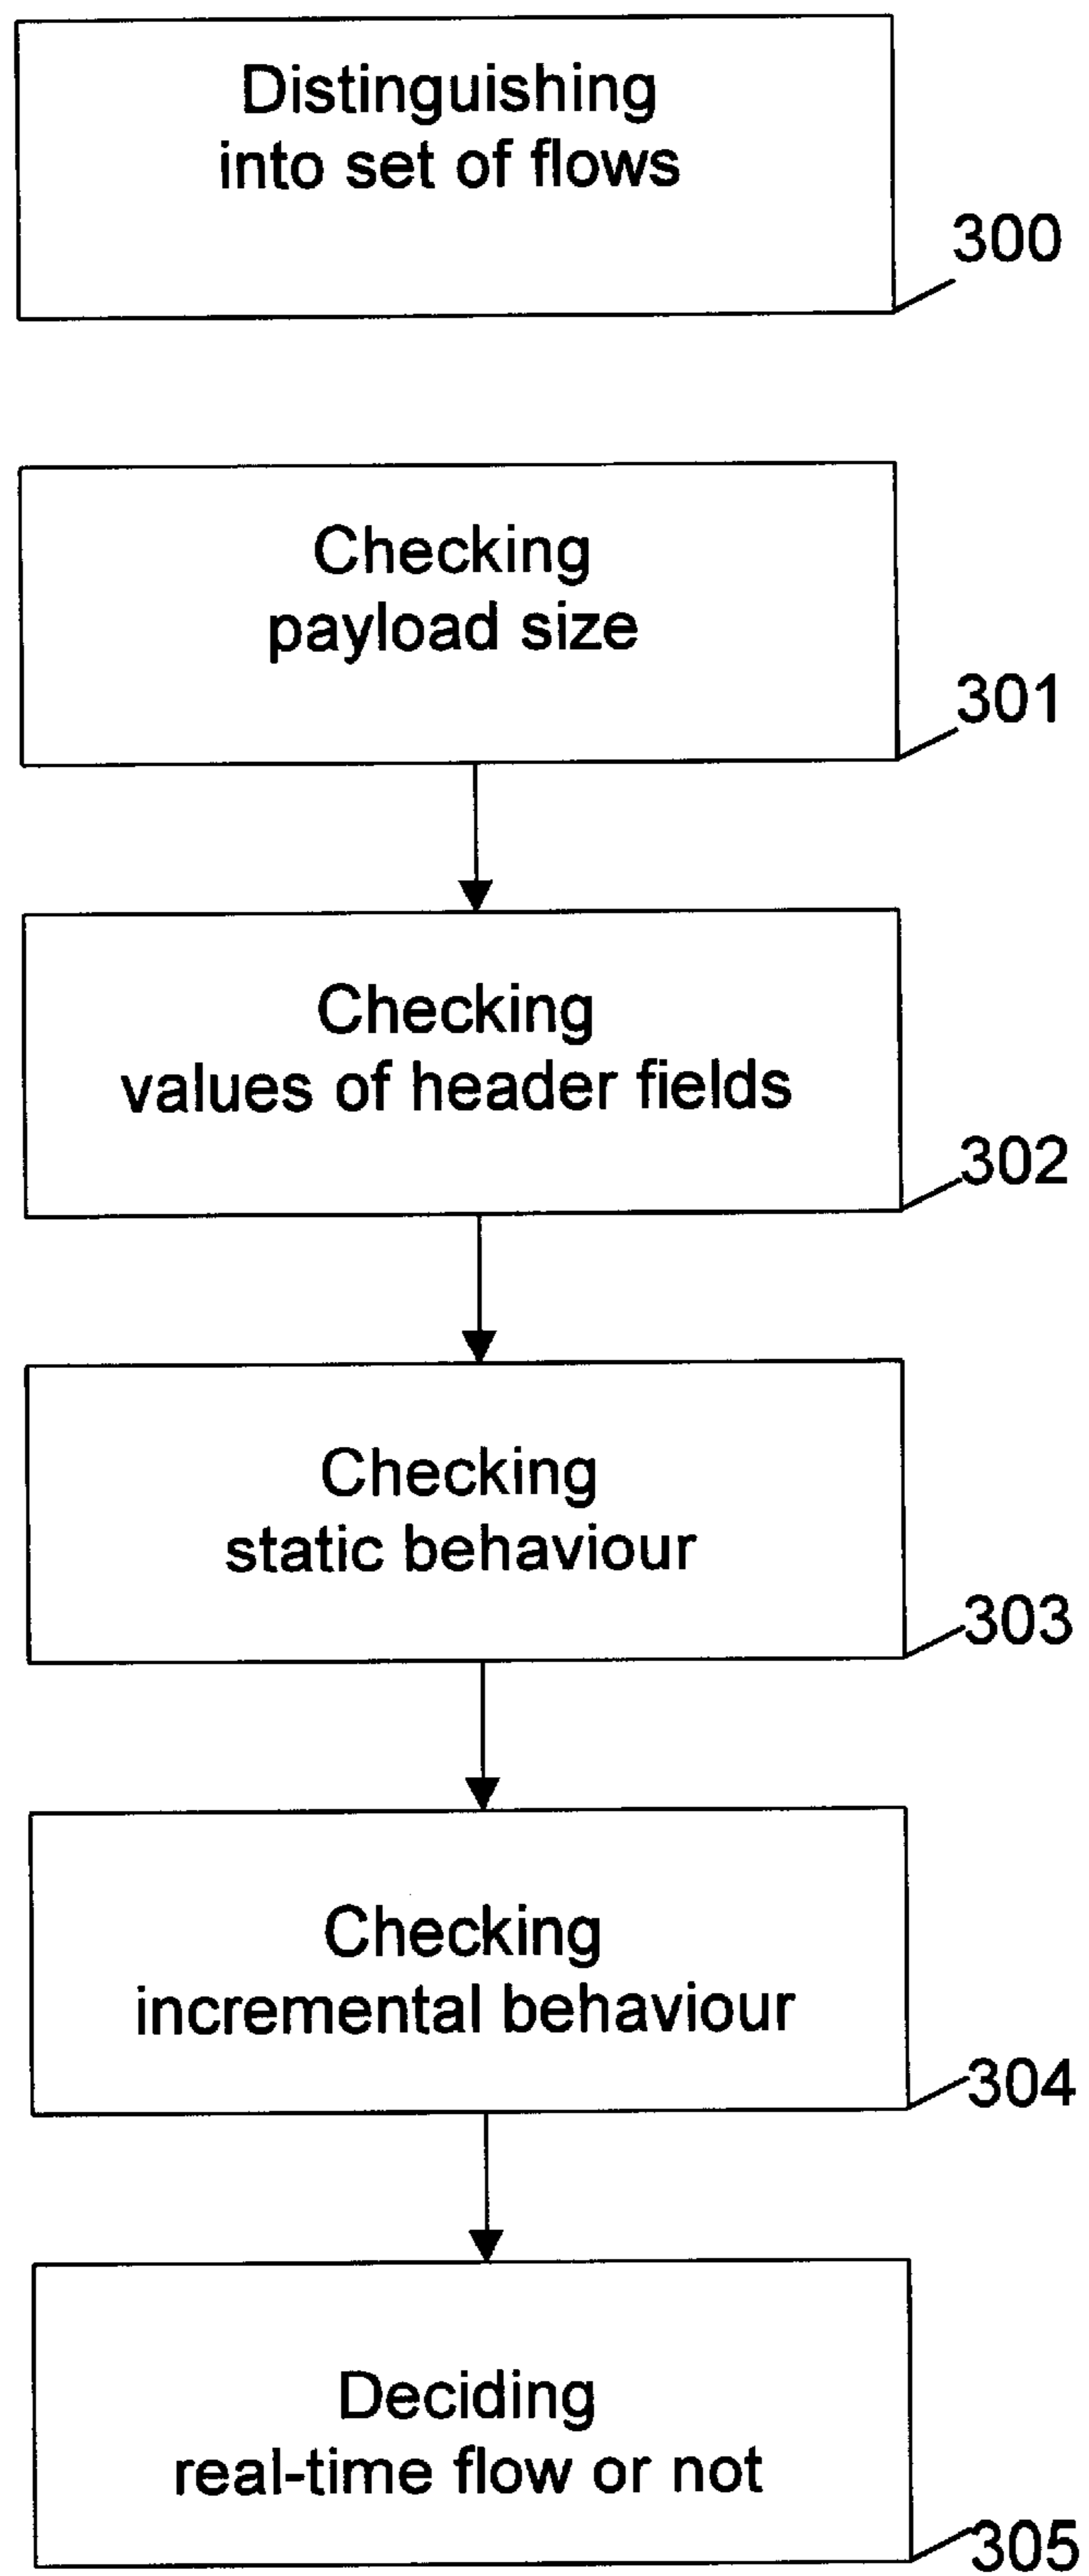 Distinguishing
into set of flows
300
Checking
payload size
301
Checking
values of header fields
302
Checking
static behaviour
303
Checking
incremental behaviour
304
Deciding
real-time flow or not
305